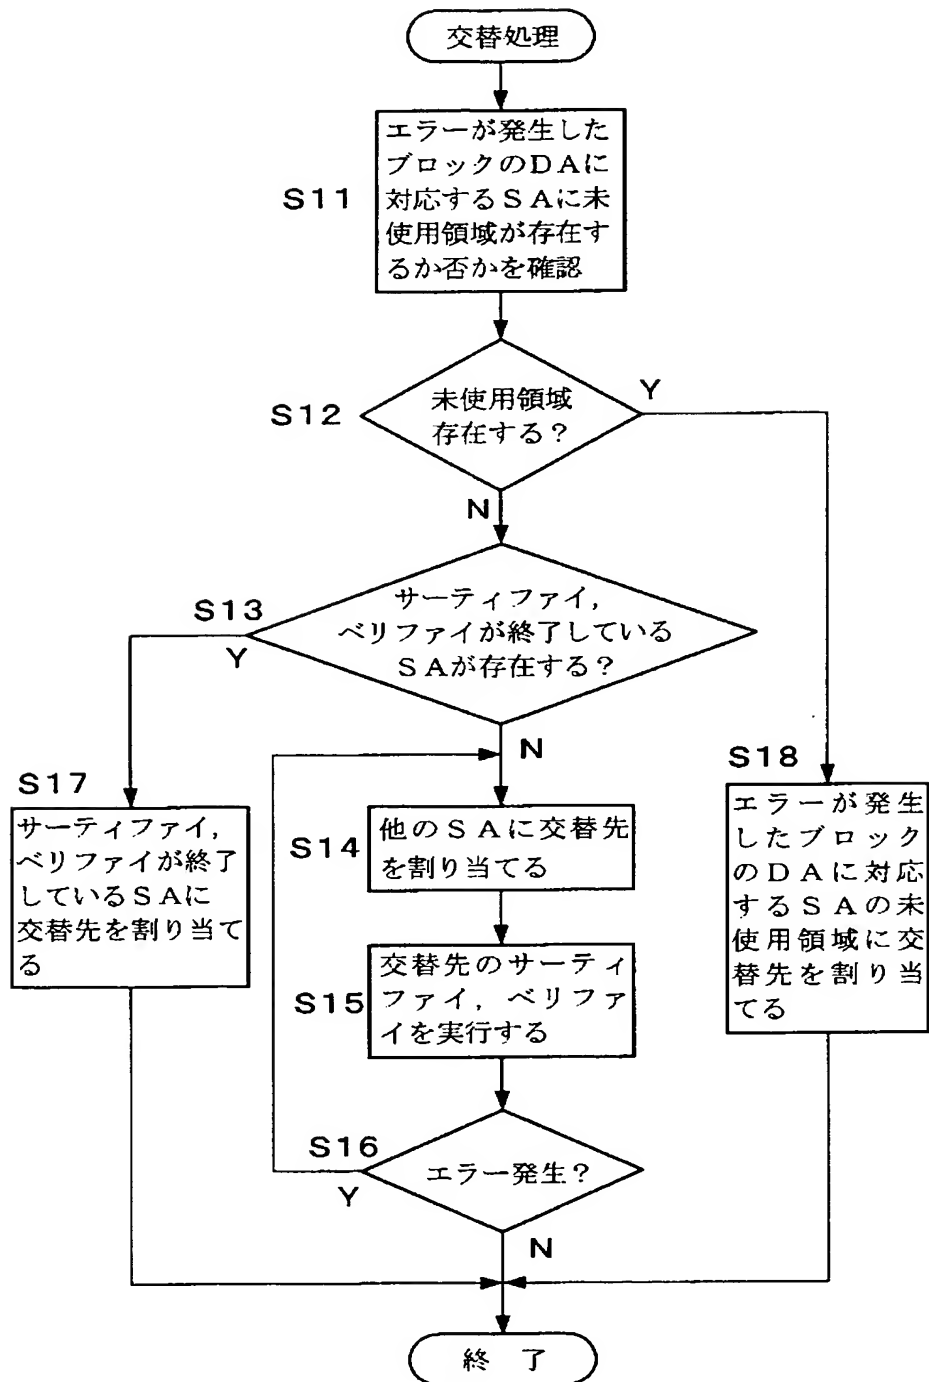 交替処理
S11
エラーが発生した
ブロックのDAに
対応するSAに未
使用領域が存在す
るか否かを確認
S12
未使用領域
存在する?
Y
N
S13
サーティファイ,
ベリファイが終了している
SAが存在する?
Y
N
S17
サーティファイ,
ベリファイが終了
しているSAに
交替先を割り当て
る
S14
他のSAに交替先
を割り当てる
S18
エラーが発生
したブロック
のDAに対応
するSAの未
使用領域に交
替先を割り当
てる
S15
交替先のサーティ
ファイ,ベリファ
イを実行する
S16
エラー発生?
Y
N
終 了